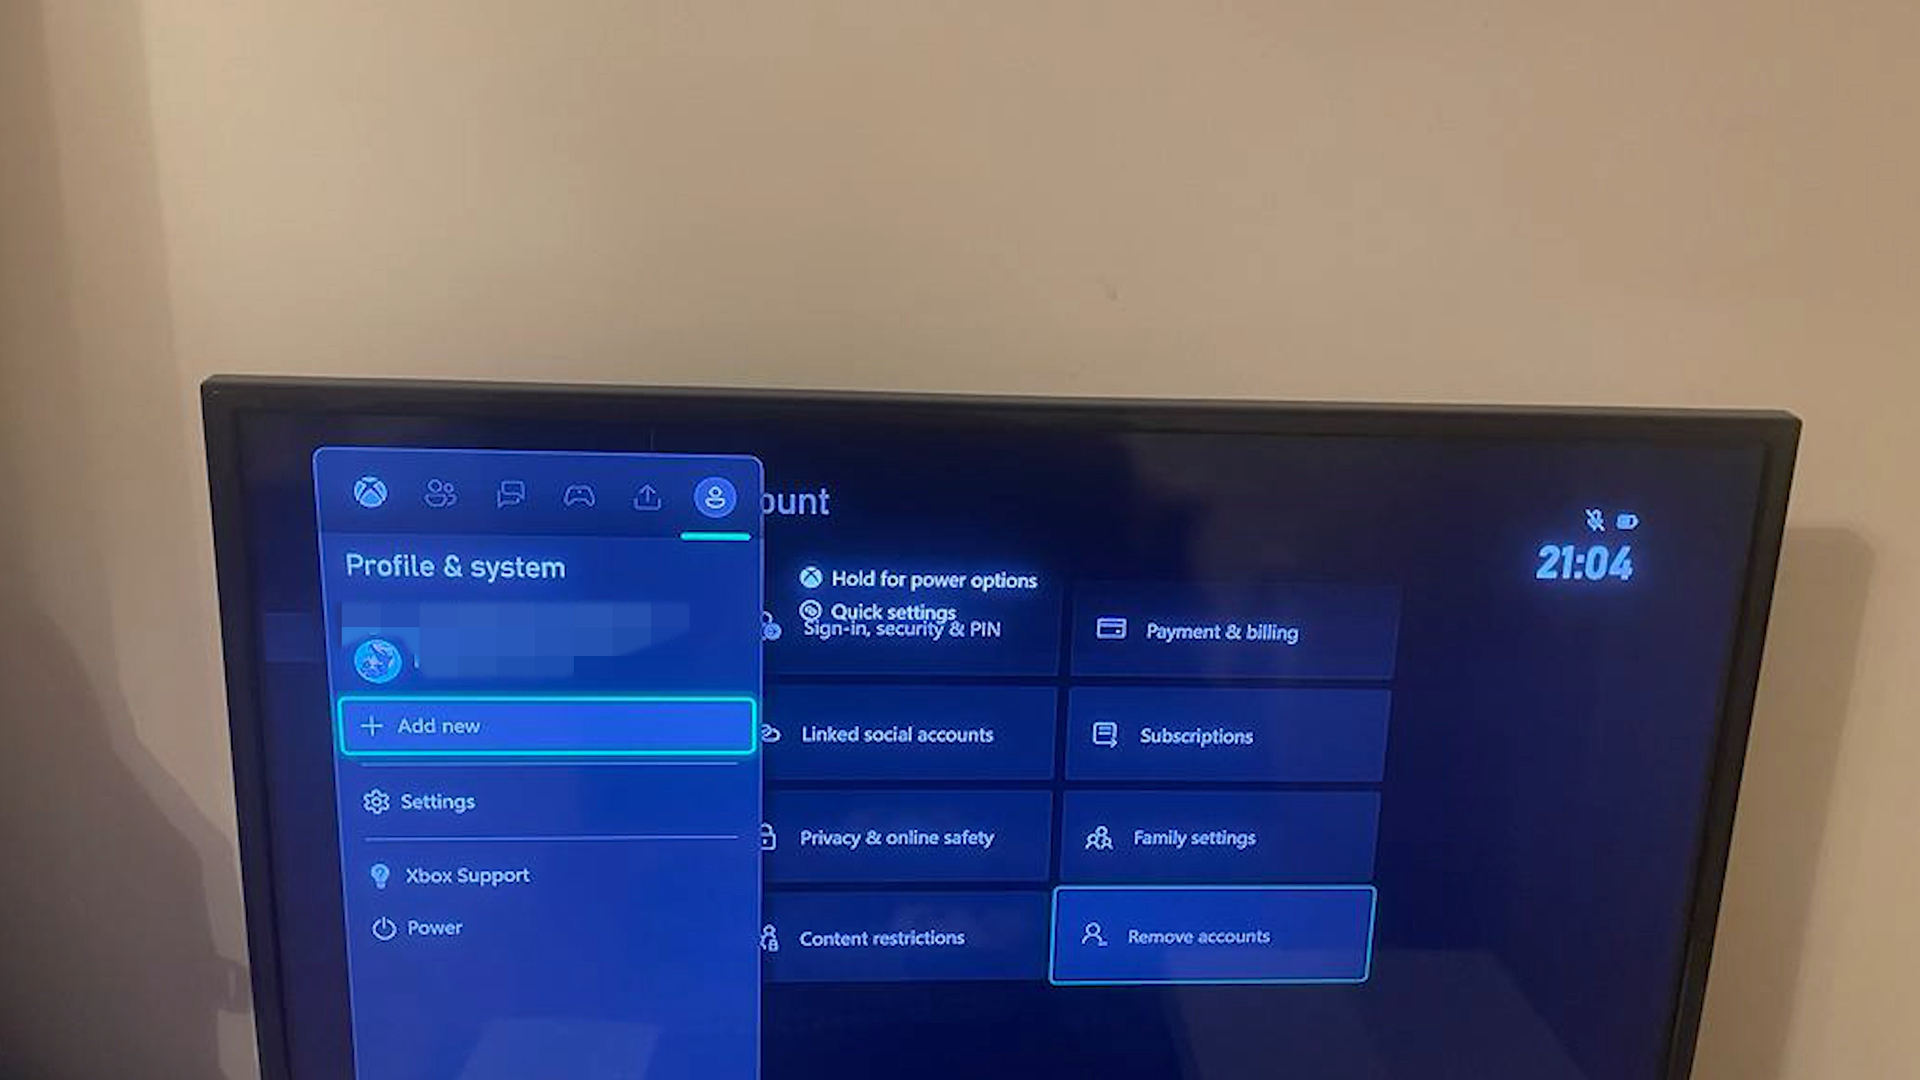 ount
21:04
Profile & system
Add new
Settings
Xbox Support
Power
Hold for power options
Quick settings
Sign-in, security & PIN
Payment & billing
Linked social accounts
Subscriptions
Privacy & online safety
Family settings
Content restrictions
Remove accounts